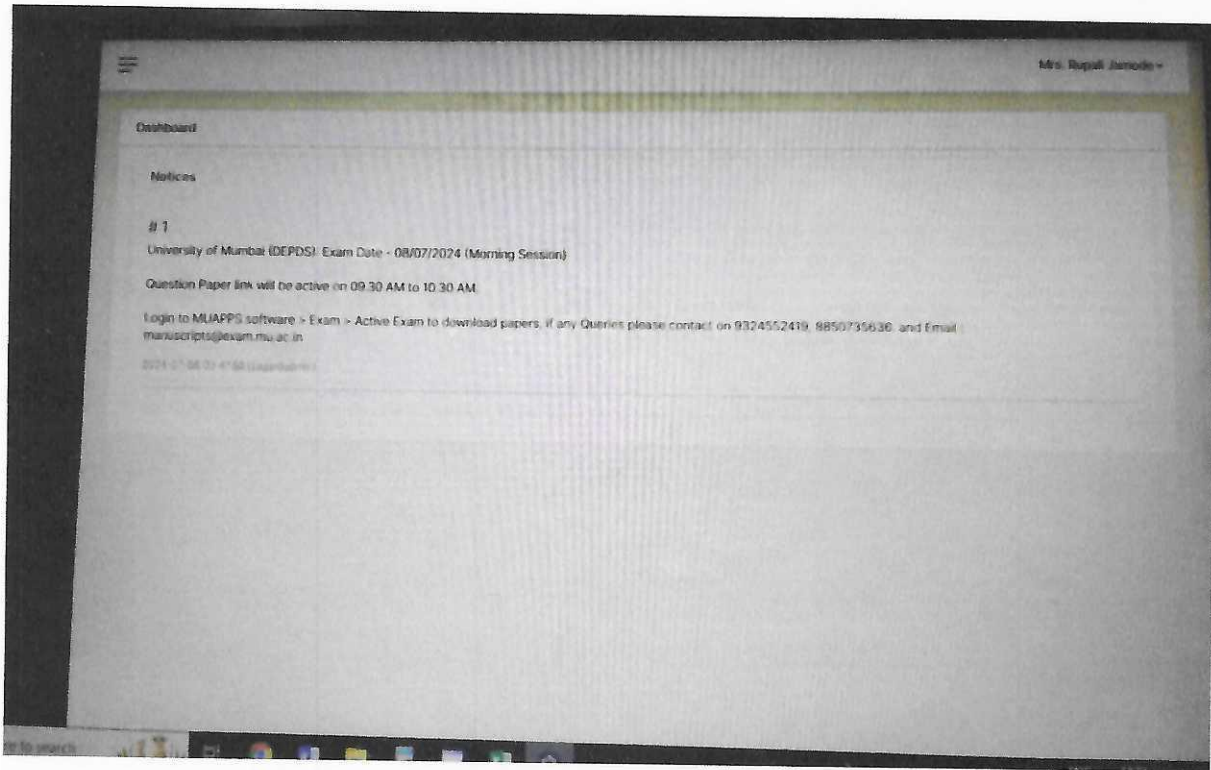 Mrs. Rupali Jamode
Dashboard
Notices
# 1
University of Mumbai (DEPDS) Exam Date - 08/07/2024 (Morning Session)
Question Paper link will be active on 09.30 AM to 10.30 AM.
Login to MUAPPS software > Exam > Active Exam to download papers, if any Queries please contact on 9324552419, 8850735636, and Email :
manuscripts@exam.mu.ac.in
to search